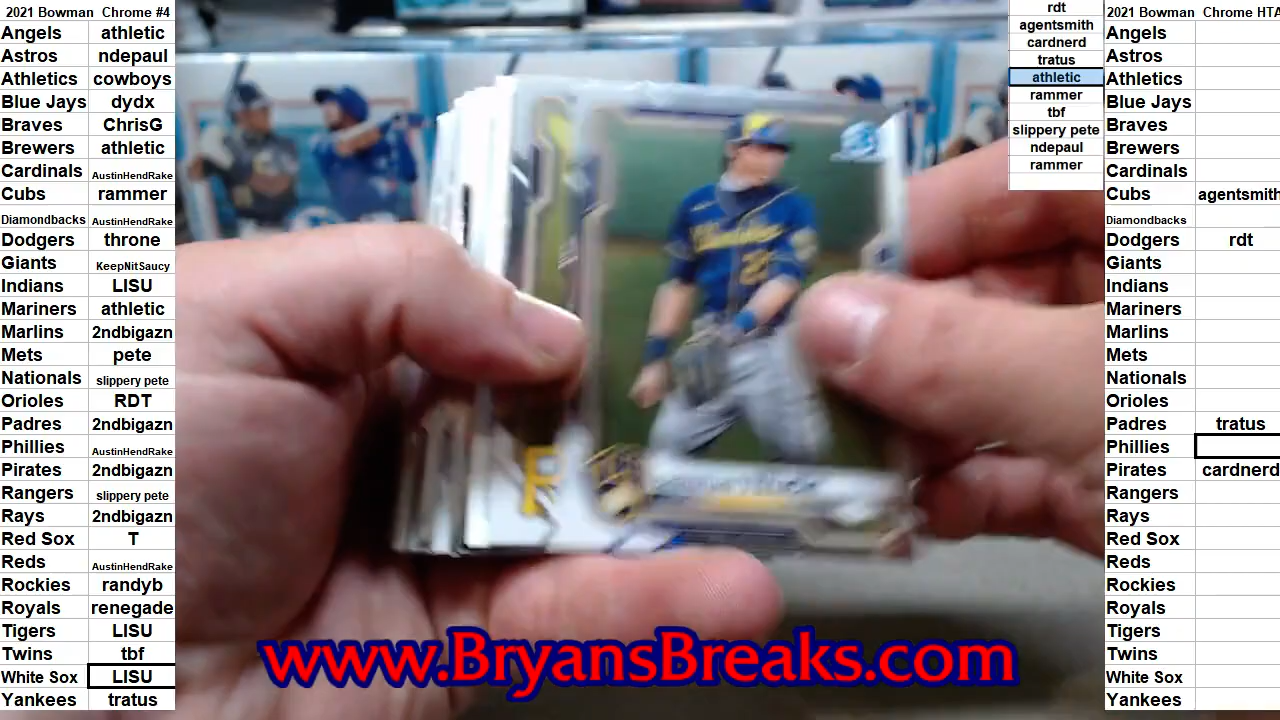 2021 Bowman Chrome #4
Angels athletic
Astros ndepaul
Athletics cowboys
Blue Jays dydx
Braves ChrisG
Brewers athletic
Cardinals AustinHendRake
Cubs rammer
Diamondbacks AustinHendRake
Dodgers throne
Giants KeepNitSaucy
Indians LISU
Mariners athletic
Marlins 2ndbigazn
Mets pete
Nationals slippery pete
Orioles RDT
Padres 2ndbigazn
Phillies AustinHendRake
Pirates 2ndbigazn
Rangers slippery pete
Rays 2ndbigazn
Red Sox T
Reds AustinHendRake
Rockies randyb
Royals renegade
Tigers LISU
Twins tbf
White Sox LISU
Yankees tratus
rdt
agentsmith
cardnerd
tratus
athletic
rammer
tbf
slippery pete
ndepaul
rammer
2021 Bowman Chrome HTA
Angels
Astros
Athletics
Blue Jays
Braves
Brewers
Cardinals
Cubs agentsmith
Diamondbacks
Dodgers rdt
Giants
Indians
Mariners
Marlins
Mets
Nationals
Orioles
Padres tratus
Phillies
Pirates cardnerd
Rangers
Rays
Red Sox
Reds
Rockies
Royals
Tigers
Twins
White Sox
Yankees
www.BryansBreaks.com